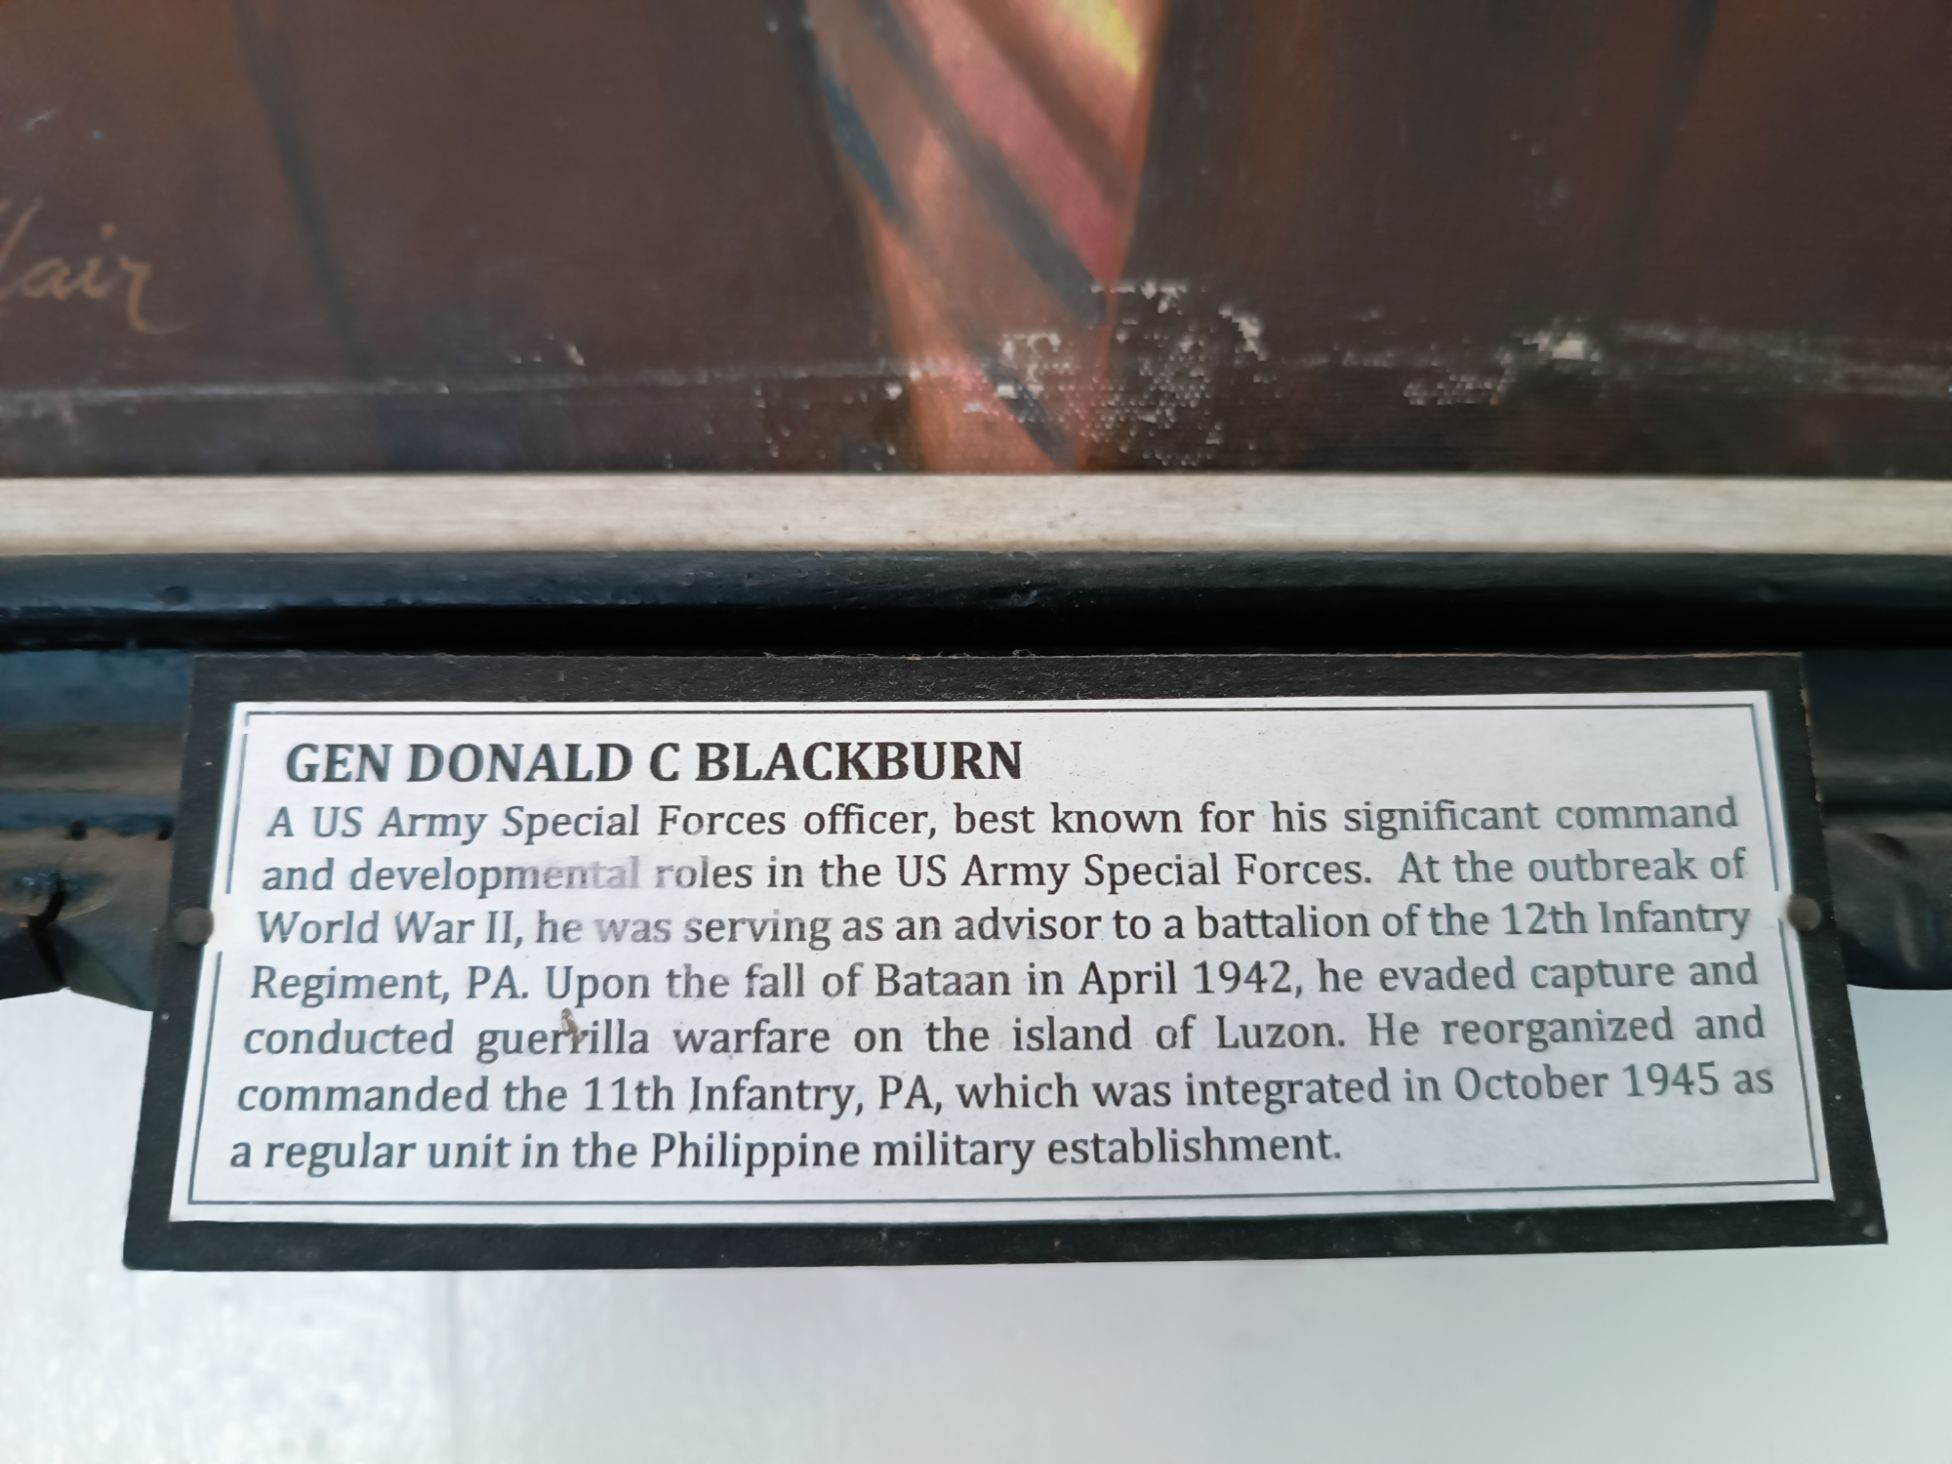 lair
GEN DONALD C BLACKBURN
A US Army Special Forces officer, best known for his significant command
and developmental roles in the US Army Special Forces. At the outbreak of
World War II, he was serving as an advisor to a battalion of the 12th Infantry
Regiment, PA. Upon the fall of Bataan in April 1942, he evaded capture and
conducted guerrilla warfare on the island of Luzon. He reorganized and
commanded the 11th Infantry, PA, which was integrated in October 1945 as
a regular unit in the Philippine military establishment.